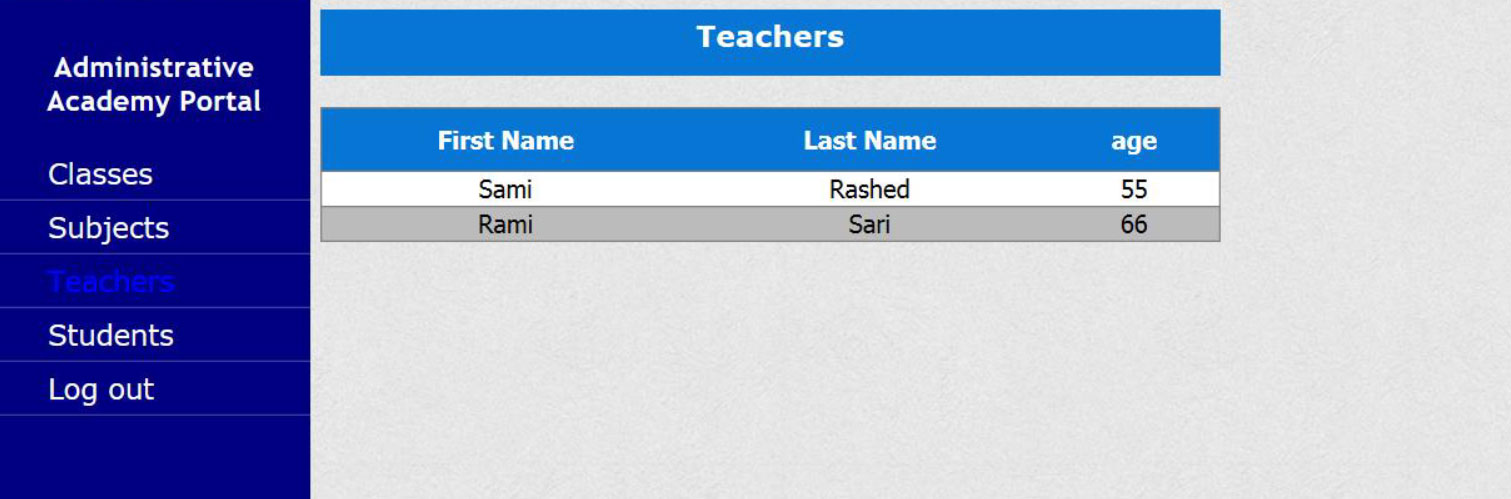 Administrative
Academy Portal
Classes
Subjects
Teachers
Students
Log out
Teachers
First Name Last Name age
Sami Rashed 55
Rami Sari 66